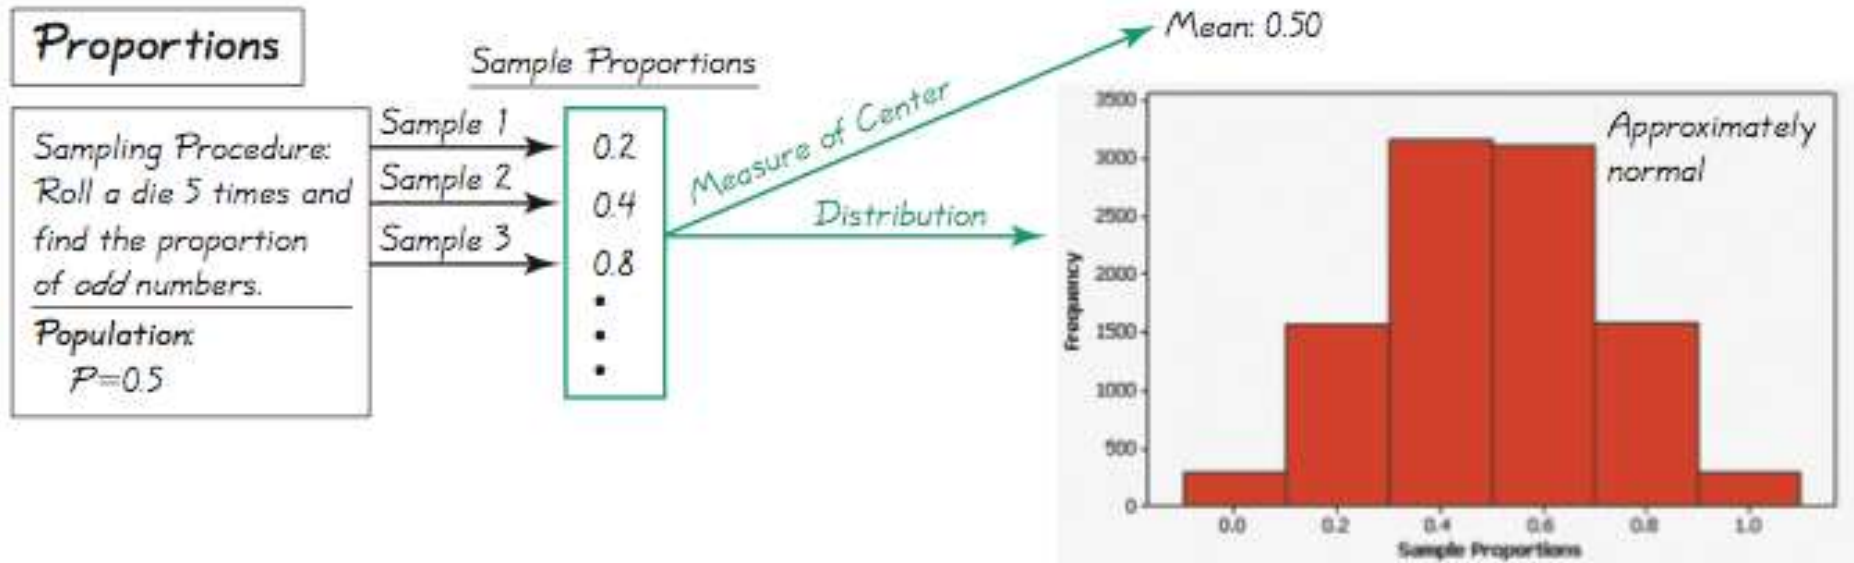 Proportions
Sample Proportions
Mean: 0.50
Sampling Procedure:
Roll a die 5 times and
find the proportion
of odd numbers.
Population:
P=0.5
Sample 1
Sample 2
Sample 3
0.2
0.4
0.8
Measure of Center
Distribution
Approximately
normal
Frequency
3500
3000
2500
2000
1500
1000
500
0
0.0 0.2 0.4 0.6 0.8 1.0
Sample Proportions